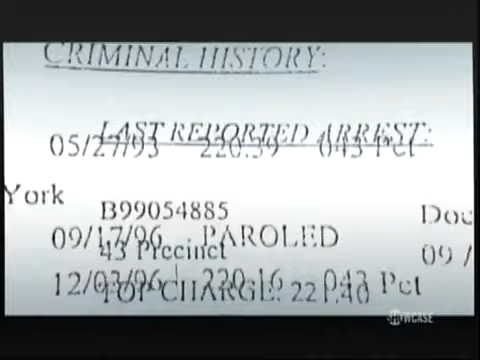 CRIMINAL HISTORY:
LAST REPORTED ARREST:
05/27/93 220.39 043 Pct
York
B99054885
Doc
09/17/96 PAROLED
43 Precinct
09 /
12/03/96 220.16 043 Pct
TOP CHARGE: 221.40
SHOWCASE